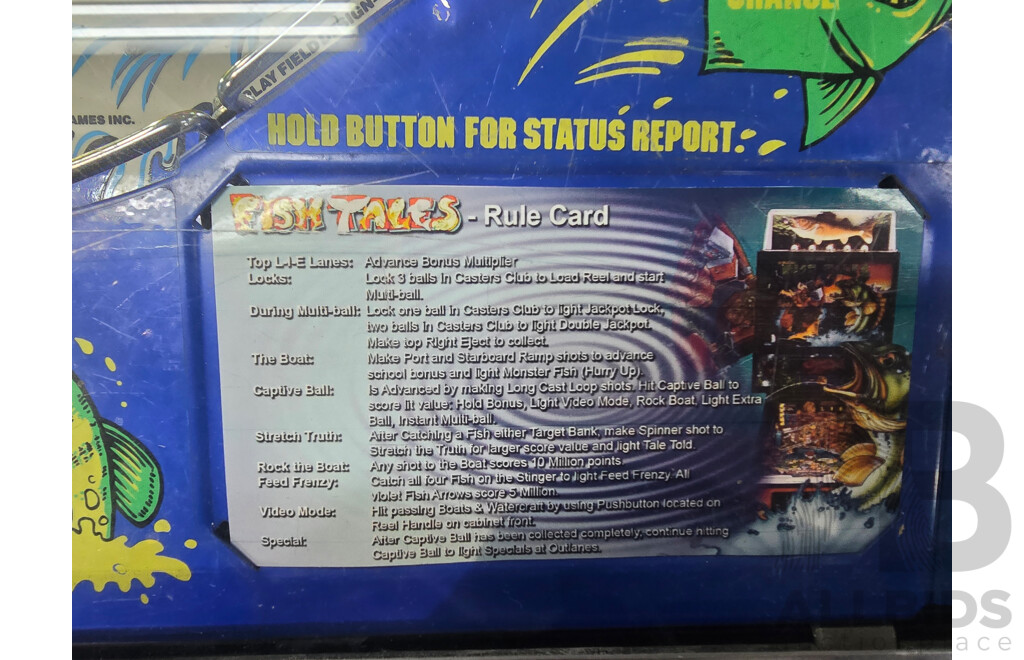 CHANCE.
PLAY FIELD DESIGN-
AMES INC.
HOLD BUTTON FOR STATUS REPORT:
FISH TALES - Rule Card
Top L-I-E Lanes: Advance Bonus Multiplier
Locks: Lock 3 balls in Casters Club to Load Reel and start
Multi-ball.
During Multi-ball: Lock one ball in Casters Club to light Jackpot Lock,
two balls in Casters Club to light Double Jackpot.
Make top Right Eject to collect.
The Boat: Make Port and Starboard Ramp shots to advance
school bonus and light Monster Fish (Hurry Up).
Captive Ball: Is Advanced by making Long Cast Loop shots. Hit Captive Ball to
score lit value: Hold Bonus, Light Video Mode, Rock Boat, Light Extra
Ball, Instant Multi-ball.
Stretch Truth: After Catching a Fish either Target Bank, make Spinner shot to
Stretch the Truth for larger score value and light Tale Told.
Rock the Boat: Any shot to the Boat scores 10 Million points.
Feed Frenzy: Catch all four Fish on the Stinger to light Feed Frenzy. All
violet Fish Arrows score 5 Million.
Video Mode: Hit passing Boats & Watercraft by using Pushbutton located on
Reel Handle on cabinet front.
Special: After Captive Ball has been collected completely, continue hitting
Captive Ball to light Specials at Outlanes.
B
ALLBIDS
ace